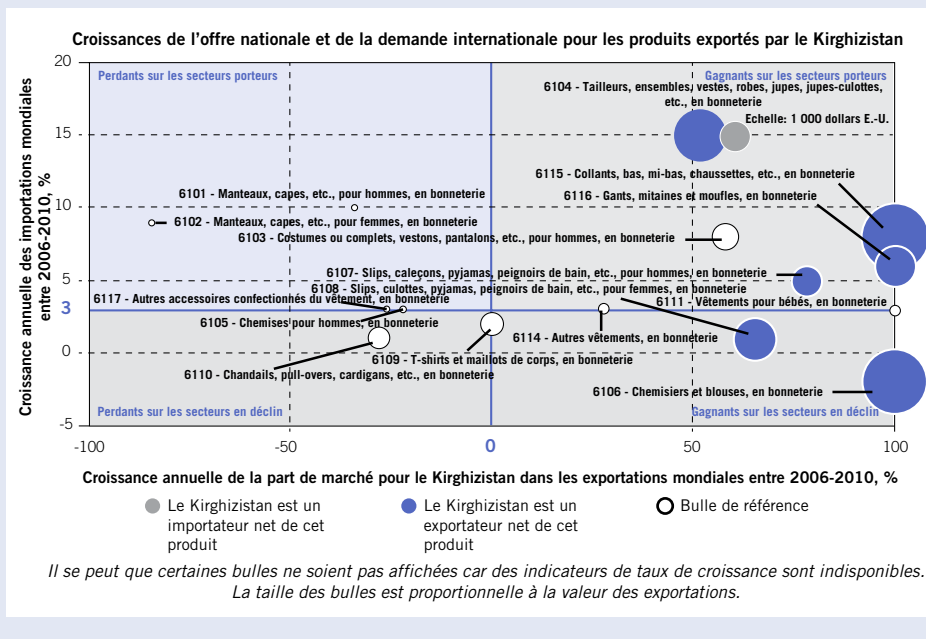 Croissances de l'offre nationale et de la demande internationale pour les produits exportés par le Kirghizistan
Croissance annuelle des importations mondiales
entre 2006-2010, %
20
15
10
5
3
0
-5
Perdants sur les secteurs porteurs
Gagnants sur les secteurs porteurs
6104 - Tailleurs, ensembles, vestes, robes, jupes, jupes-culottes,
etc., en bonneterie
Echelle: 1 000 dollars E.-U.
6115 - Collants, bas, mi-bas, chaussettes, etc., en bonneterie
6101 - Manteaux, capes, etc., pour hommes, en bonneterie
6116 - Gants, mitaines et moufles, en bonneterie
6102 - Manteaux, capes, etc., pour femmes, en bonneterie
6103 - Costumes ou complets, vestons, pantalons, etc., pour hommes, en bonneterie
6107- Slips, caleçons, pyjamas, peignoirs de bain, etc., pour hommes, en bonneterie
6108 - Slips, culottes, pyjamas, peignoirs de bain, etc., pour femmes, en bonneterie
6117 - Autres accessoires confectionnés du vêtement, en bonneterie
6111 - Vêtements pour bébés, en bonneterie
6105 - Chemises pour hommes, en bonneterie
6114 - Autres vêtements, en bonneterie
6109 - T-shirts et maillots de corps, en bonneterie
6110 - Chandails, pull-overs, cardigans, etc., en bonneterie
6106 - Chemisiers et blouses, en bonneterie
Perdants sur les secteurs en déclin
Gagnants sur les secteurs en déclin
-100
-50
0
50
100
Croissance annuelle de la part de marché pour le Kirghizistan dans les exportations mondiales entre 2006-2010, %
Le Kirghizistan est un
importateur net de cet
produit
Le Kirghizistan est un
exportateur net de cet
produit
Bulle de référence
Il se peut que certaines bulles ne soient pas affichées car des indicateurs de taux de croissance sont indisponibles.
La taille des bulles est proportionnelle à la valeur des exportations.